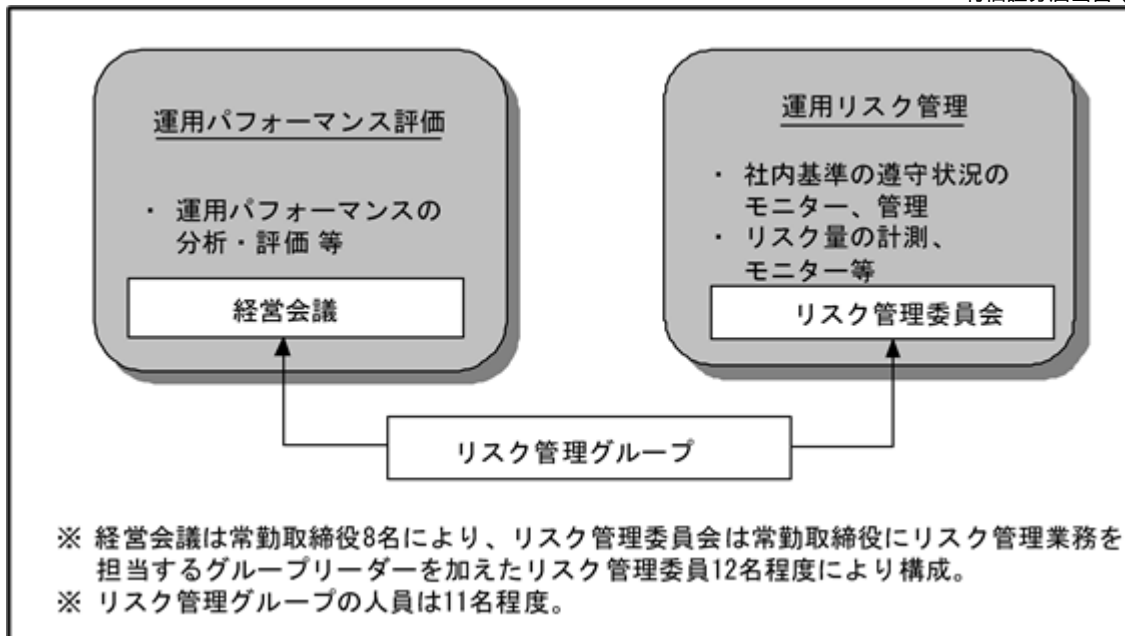 運用パフォーマンス評価
・ 運用パフォーマンスの
分析・評価 等
経営会議
運用リスク管理
・ 社内基準の遵守状況の
モニター、管理
・ リスク量の計測、
モニター等
リスク管理委員会
リスク管理グループ
※ 経営会議は常勤取締役8名により、リスク管理委員会は常勤取締役にリスク管理業務を
担当するグループリーダーを加えたリスク管理委員12名程度により構成。
※ リスク管理グループの人員は11名程度。